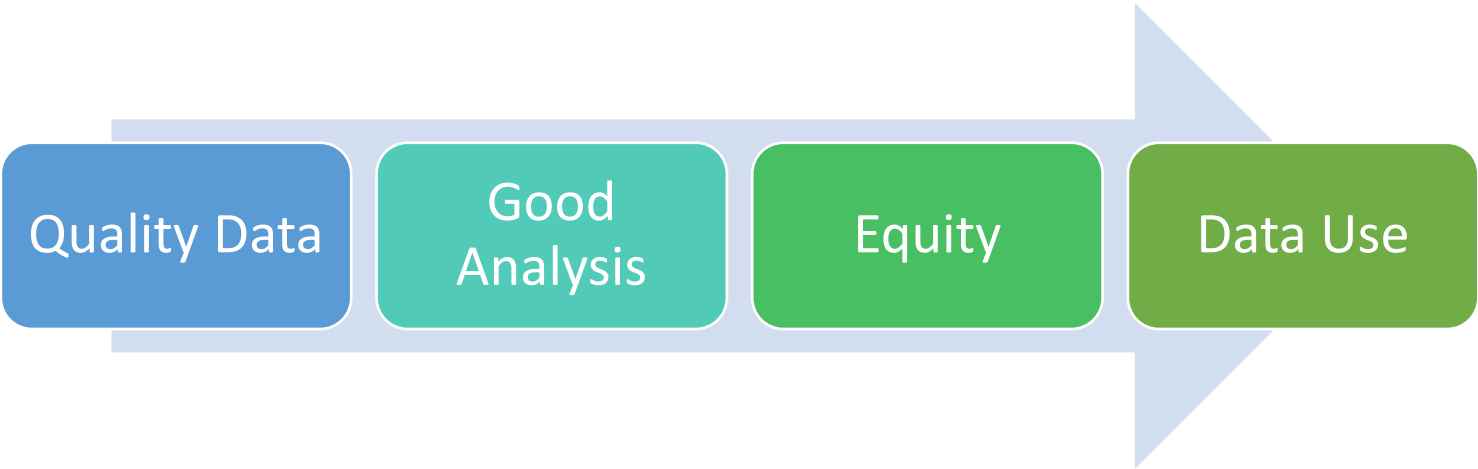 Quality Data
Good
Analysis
Equity
Data Use